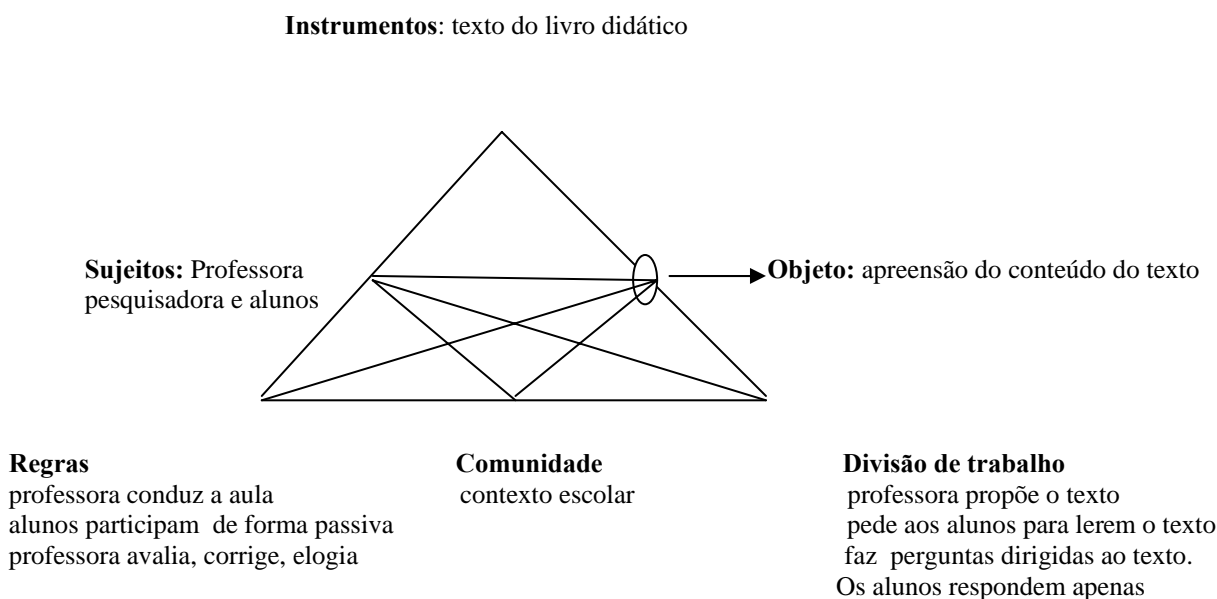 Instrumentos: texto do livro didático
Sujeitos: Professora
pesquisadora e alunos
Objeto: apreensão do conteúdo do texto
Regras
professora conduz a aula
alunos participam de forma passiva
professora avalia, corrige, elogia
Comunidade
contexto escolar
Divisão de trabalho
professora propõe o texto
pede aos alunos para lerem o texto
faz perguntas dirigidas ao texto.
Os alunos respondem apenas